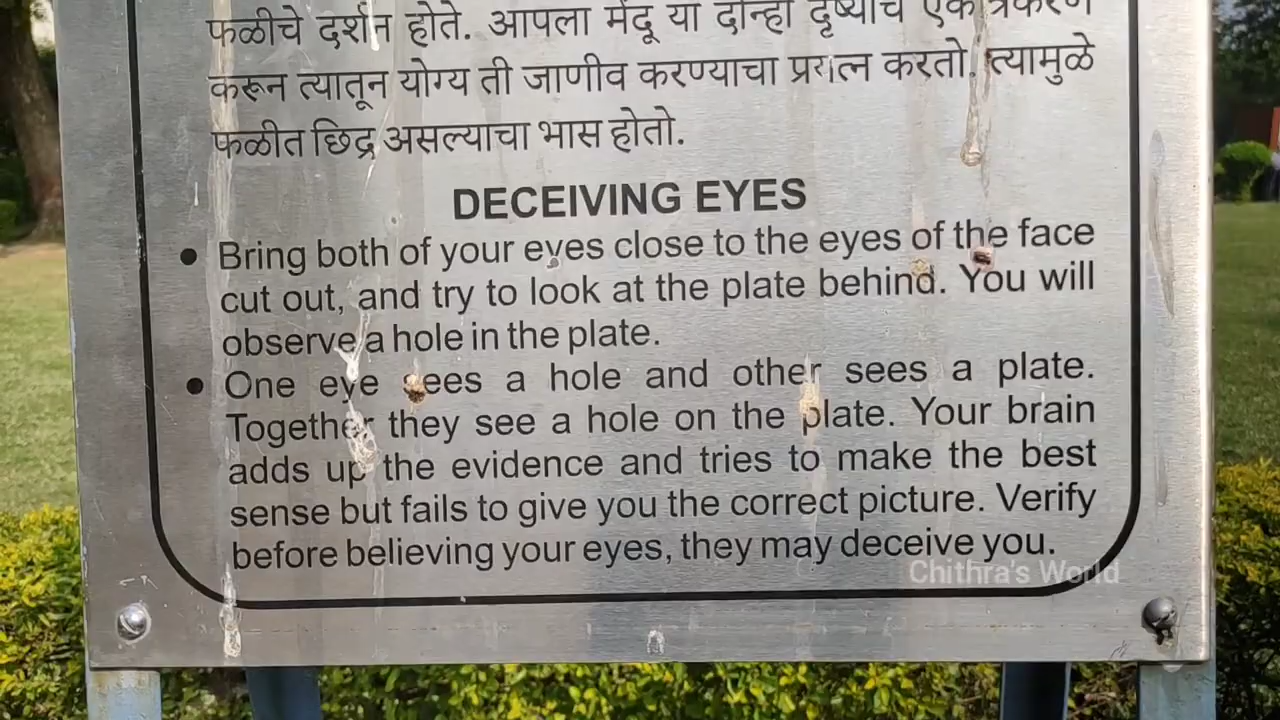 फळीचे दर्शन होते. आपला मेंदू या दोन्ही दृष्यांचे एकत्रिकरण
करून त्यातून योग्य ती जाणीव करण्याचा प्रयत्न करतो. त्यामुळे
फळीत छिद्र असल्याचा भास होतो.
DECEIVING EYES
• Bring both of your eyes close to the eyes of the face
cut out, and try to look at the plate behind. You will
observe a hole in the plate.
• One eye sees a hole and other sees a plate.
Together they see a hole on the plate. Your brain
adds up the evidence and tries to make the best
sense but fails to give you the correct picture. Verify
before believing your eyes, they may deceive you.
Chithra's World